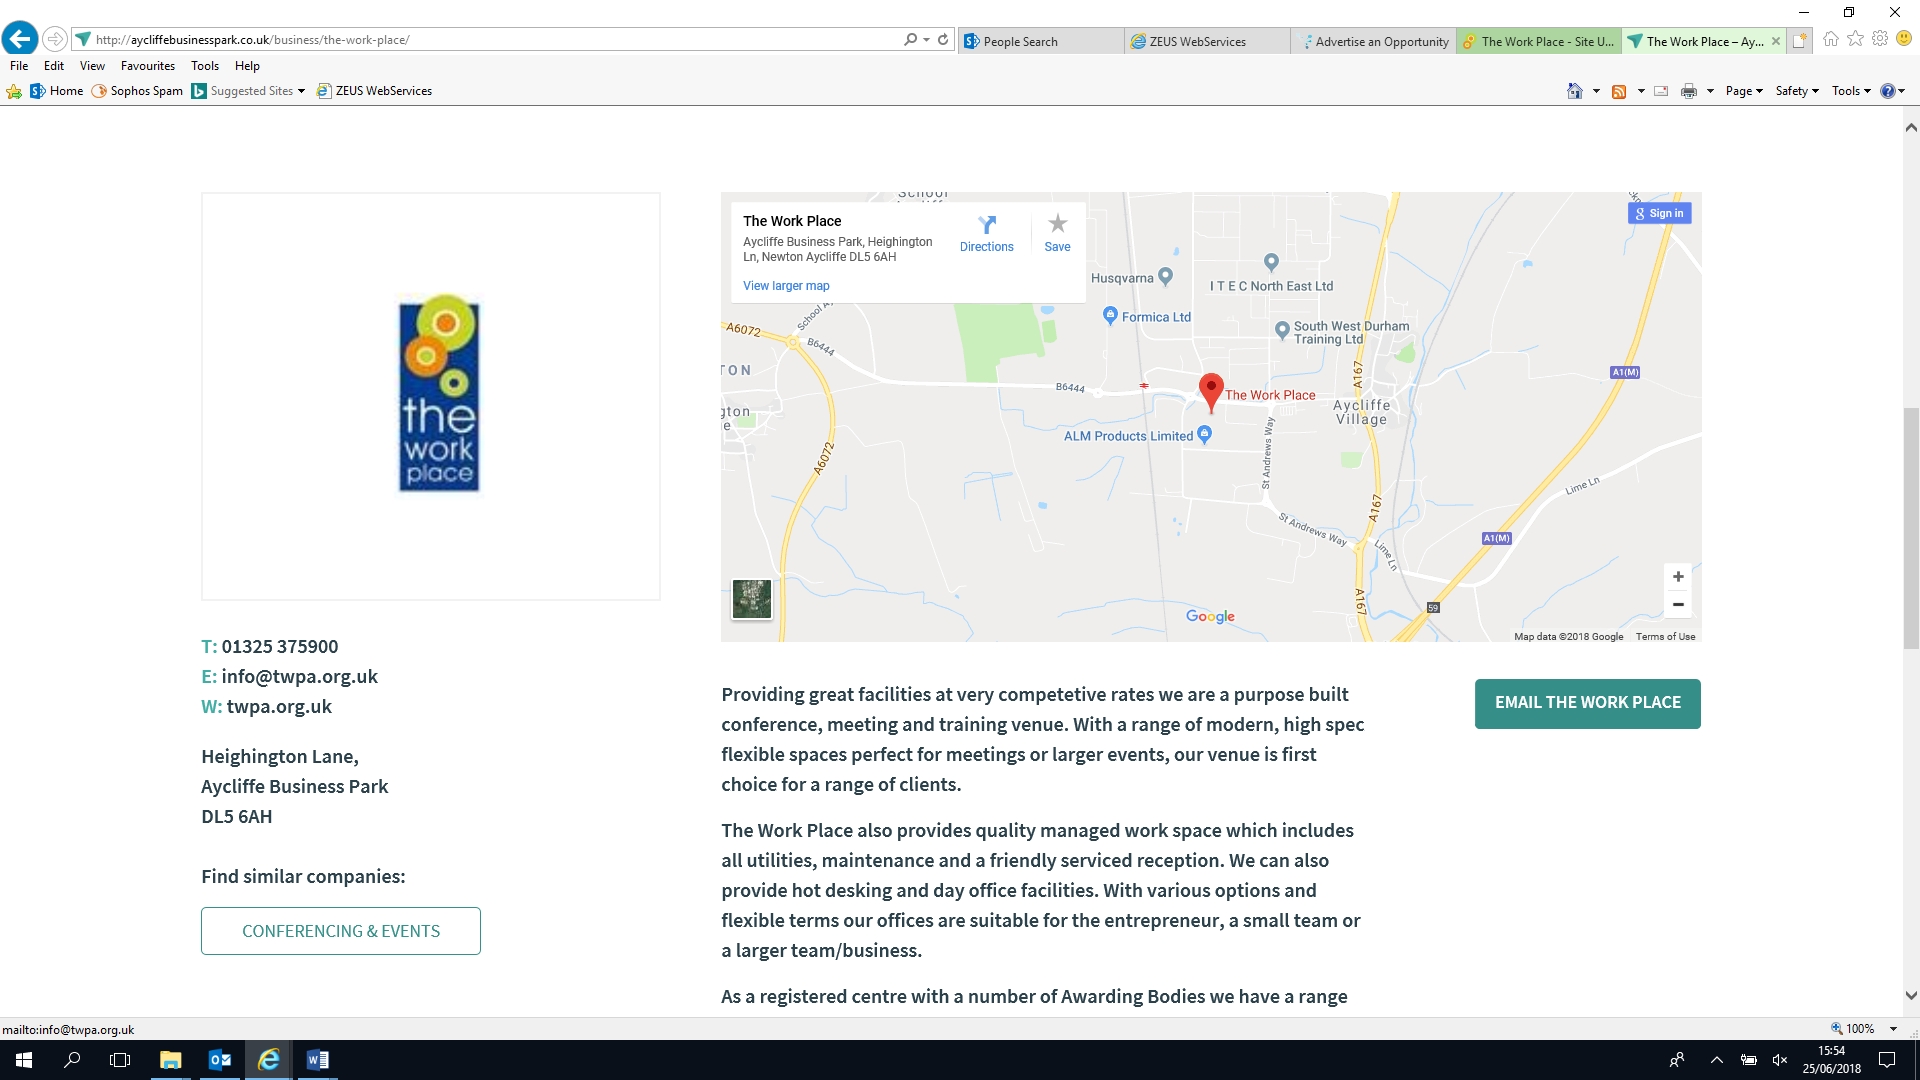 http://aycliffebusinesspark.co.uk/business/the-work-place/
People Search
ZEUS WebServices
Advertise an Opportunity
The Work Place - Site U...
The Work Place – Ay...
File Edit View Favourites Tools Help
Home
Sophos Spam
Suggested Sites
ZEUS WebServices
Page
Safety
Tools
the
work
place
The Work Place
Aycliffe Business Park, Heighington
Ln, Newton Aycliffe DL5 6AH
View larger map
Directions
Save
Sign in
School
Husqvarna
I T E C North East Ltd
Formica Ltd
South West Durham
Training Ltd
A6072
School
B6444
TON
B6444
The Work Place
A167
A1(M)
Aycliffe
Village
gton
e
ALM Products Limited
A6072
St Andrews Way
Lime Ln
A167
St Andrews Way
A1(M)
Lime Ln
A167
59
Google
Map data ©2018 Google
Terms of Use
T: 01325 375900
E: info@twpa.org.uk
W: twpa.org.uk
Heighington Lane,
Aycliffe Business Park
DL5 6AH
Find similar companies:
CONFERENCING & EVENTS
Providing great facilities at very competetive rates we are a purpose built
conference, meeting and training venue. With a range of modern, high spec
flexible spaces perfect for meetings or larger events, our venue is first
choice for a range of clients.
The Work Place also provides quality managed work space which includes
all utilities, maintenance and a friendly serviced reception. We can also
provide hot desking and day office facilities. With various options and
flexible terms our offices are suitable for the entrepreneur, a small team or
a larger team/business.
As a registered centre with a number of Awarding Bodies we have a range
EMAIL THE WORK PLACE
mailto:info@twpa.org.uk
100%
15:54
25/06/2018